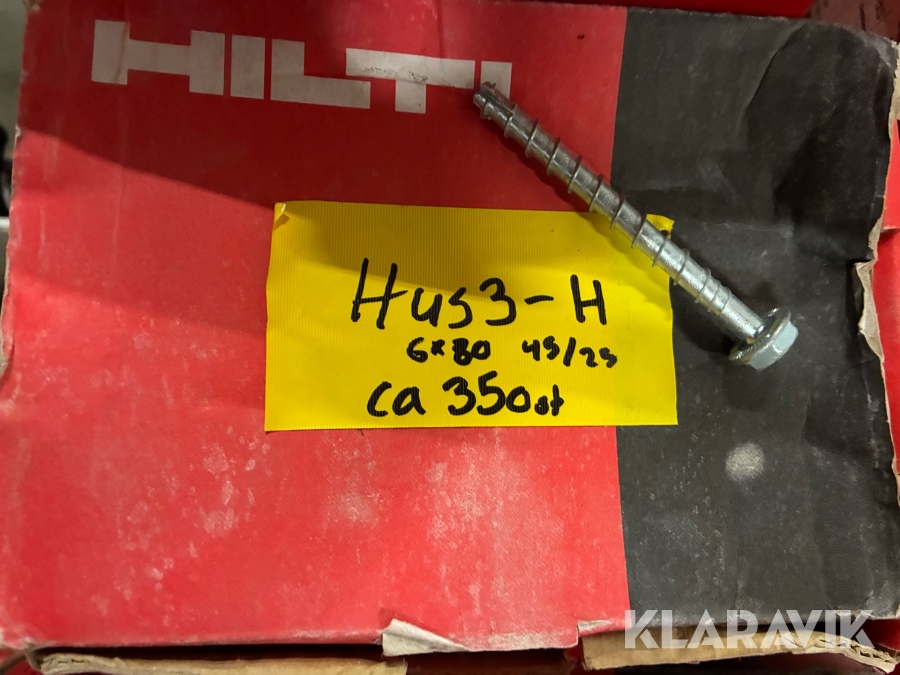 HILTI
Hus3-H
6x80 45/25
ca 350st
KLARAVIK